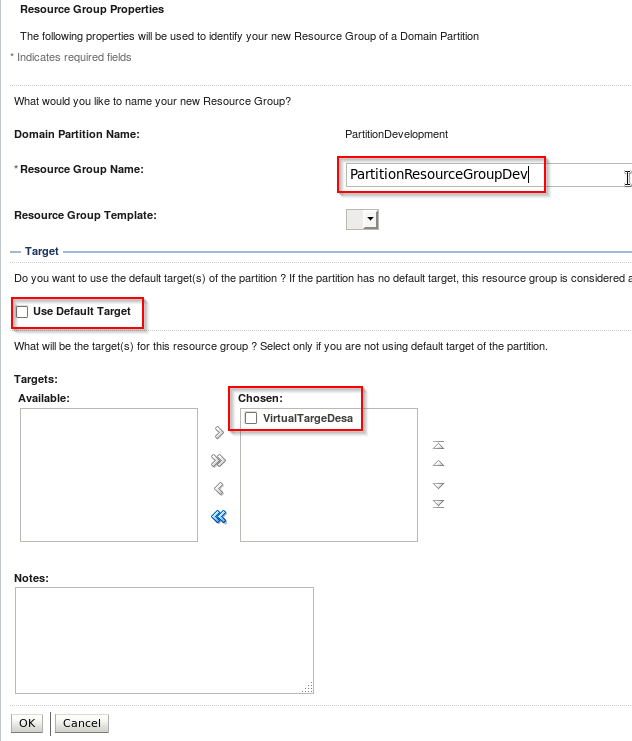 Resource Group Properties
The following properties will be used to identify your new Resource Group of a Domain Partition
* Indicates required fields
What would you like to name your new Resource Group?
Domain Partition Name: PartitionDevelopment
* Resource Group Name: PartitionResourceGroupDev
Resource Group Template:
Target
Do you want to use the default target(s) of the partition ? If the partition has no default target, this resource group is considered a
Use Default Target
What will be the target(s) for this resource group ? Select only if you are not using default target of the partition.
Targets:
Available: Chosen:
VirtualTargeDesa
Notes:
OK Cancel